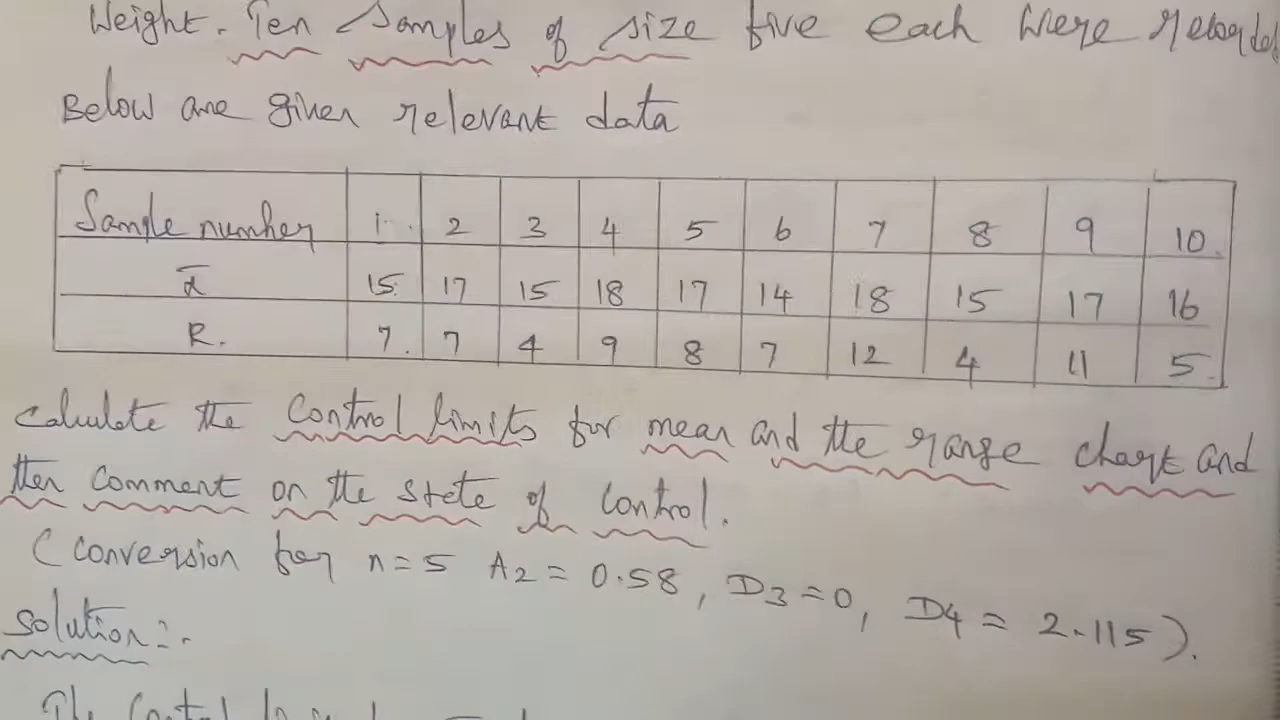 Weight. Ten Samples of size five each were
Below are given relevant data
Sample number 1 2 3 4 5 6 7 8 9 10.
x̄ 15. 17 15 18 17 14 18 15 17 16
R. 7. 7 4 9 8 7 12 4 11 5.
Calculate the Control limits for mean and the range chart and
then comment on the state of control.
(Conversion for n=5 A2 = 0.58, D3=0, D4 = 2.115).
Solution:-
The Control